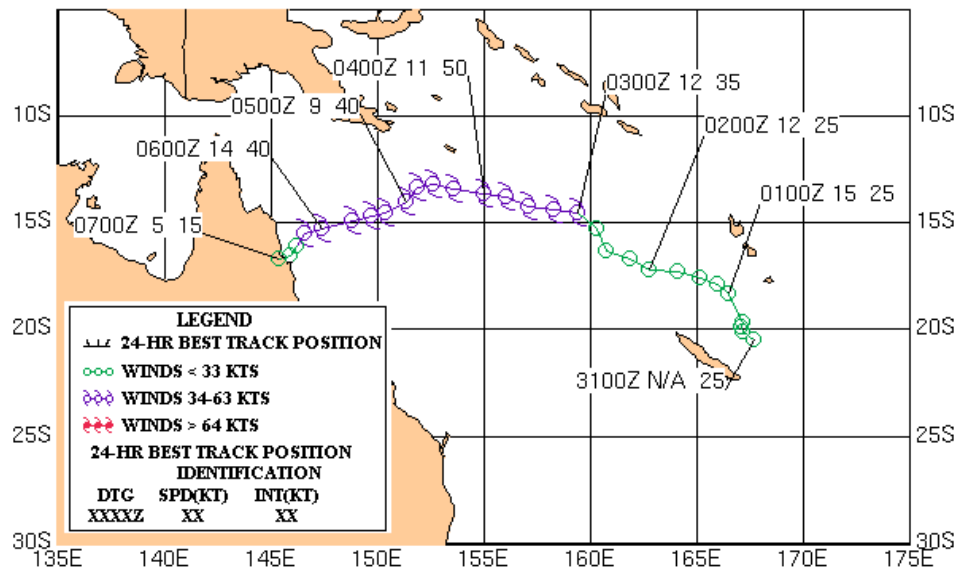 0400Z 11 50
0300Z 12 35
0500Z 9 40
10S
10S
0200Z 12 25
0600Z 14 40
0100Z 15 25
15S
15S
0700Z 5 15
LEGEND
24-HR BEST TRACK POSITION
WINDS < 33 KTS
WINDS 34-63 KTS
WINDS > 64 KTS
24-HR BEST TRACK POSITION
IDENTIFICATION
DTG SPD(KT) INT(KT)
XXXXZ XX XX
20S
20S
3100Z N/A 25
25S
25S
30S
30S
135E 140E 145E 150E 155E 160E 165E 170E 175E